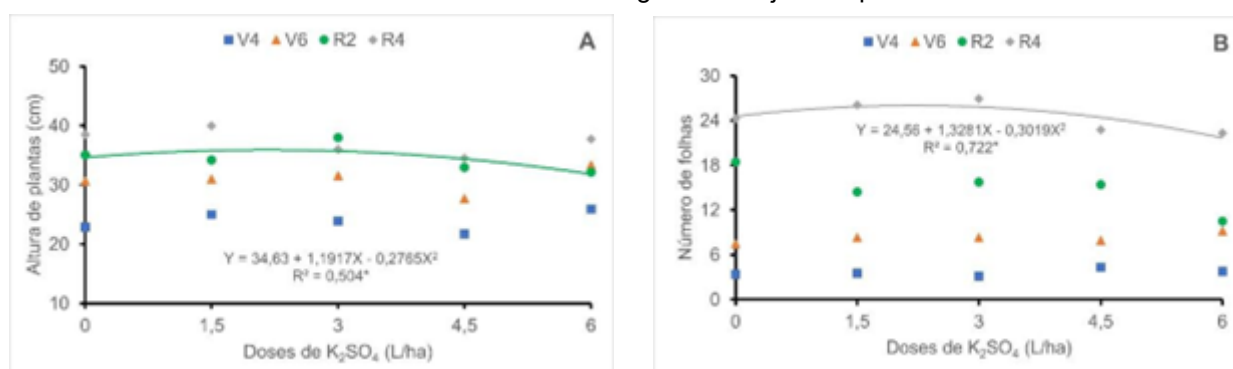 V4 V6 R2 R4
A
50
40
30
20
10
Altura de plantas (cm)
Y = 34,63 + 1,1917X - 0,2765X²
R² = 0,504*
0 1,5 3 4,5 6
Doses de K₂SO₄ (L/ha)
B
V4 V6 R2 R4
30
24
18
12
6
0
Número de folhas
Y = 24,56 + 1,3281X - 0,3019X²
R² = 0,722*
0 1,5 3 4,5 6
Doses de K₂SO₄ (L/ha)